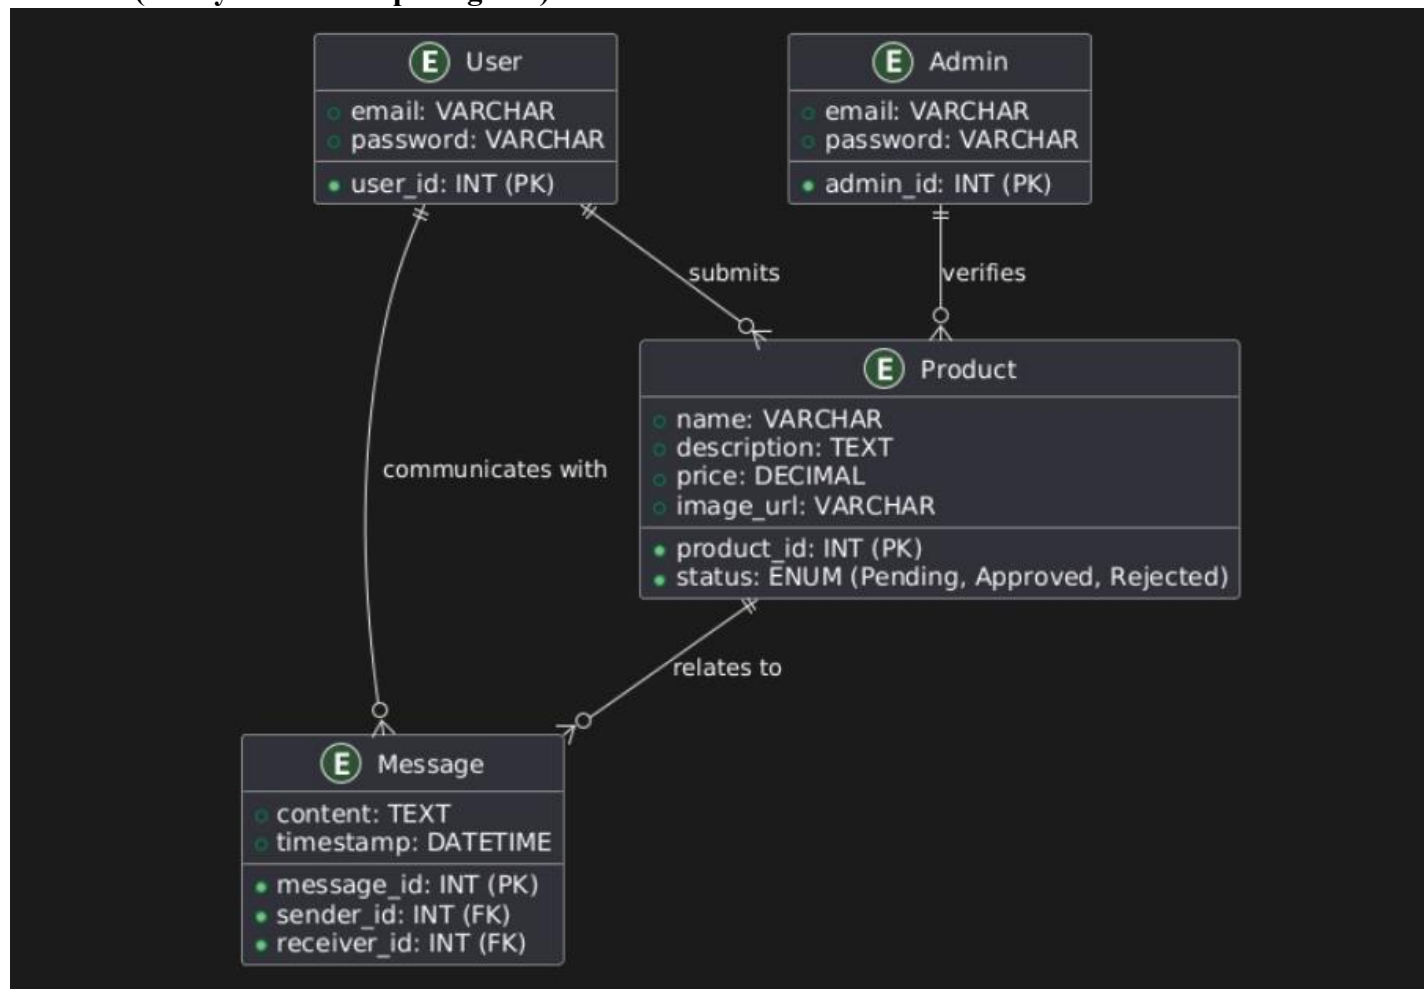 E User
email: VARCHAR
password: VARCHAR
user_id: INT (PK)
E Admin
email: VARCHAR
password: VARCHAR
admin_id: INT (PK)
submits
verifies
E Product
name: VARCHAR
description: TEXT
price: DECIMAL
image_url: VARCHAR
product_id: INT (PK)
status: ENUM (Pending, Approved, Rejected)
communicates with
relates to
E Message
content: TEXT
timestamp: DATETIME
message_id: INT (PK)
sender_id: INT (FK)
receiver_id: INT (FK)